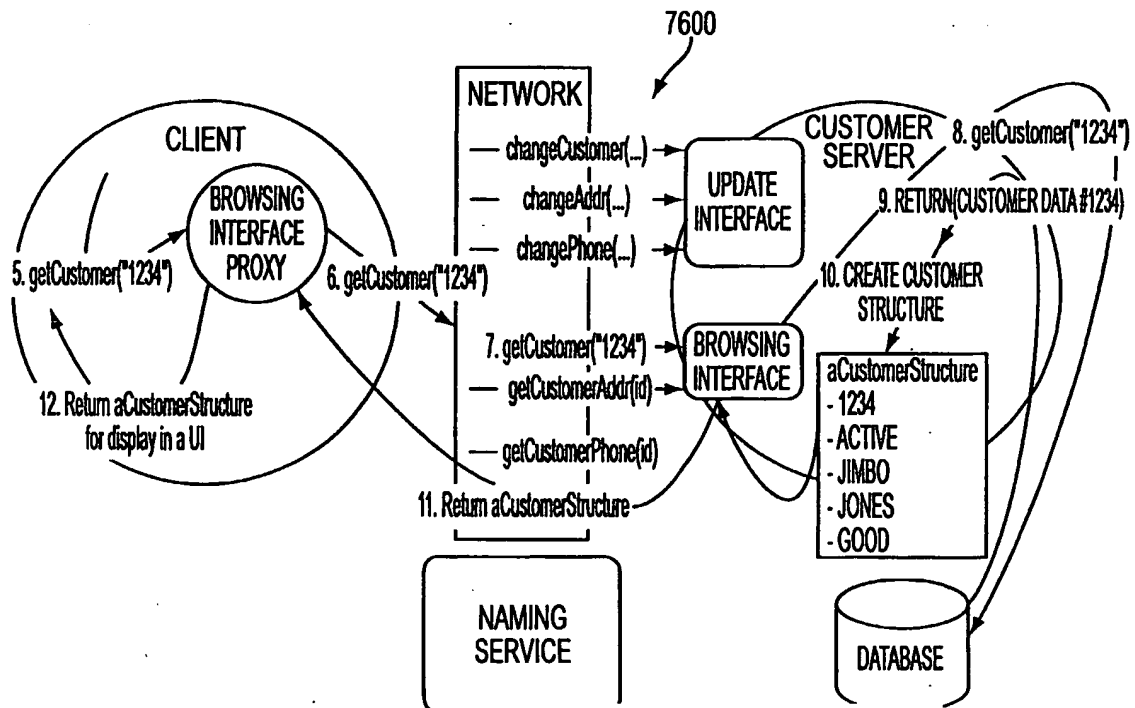 7600
NETWORK
CLIENT
BROWSING
INTERFACE
PROXY
5. getCustomer("1234")
6. getCustomer("1234")
12. Return aCustomerStructure
for display in a UI
changeCustomer(...)
changeAddr(...)
changePhone(...)
7. getCustomer("1234")
getCustomerAddr(id)
getCustomerPhone(id)
11. Return aCustomerStructure
NAMING
SERVICE
CUSTOMER
SERVER
UPDATE
INTERFACE
BROWSING
INTERFACE
8. getCustomer("1234")
9. RETURN(CUSTOMER DATA #1234)
10. CREATE CUSTOMER
STRUCTURE
aCustomerStructure
- 1234
- ACTIVE
- JIMBO
- JONES
- GOOD
DATABASE